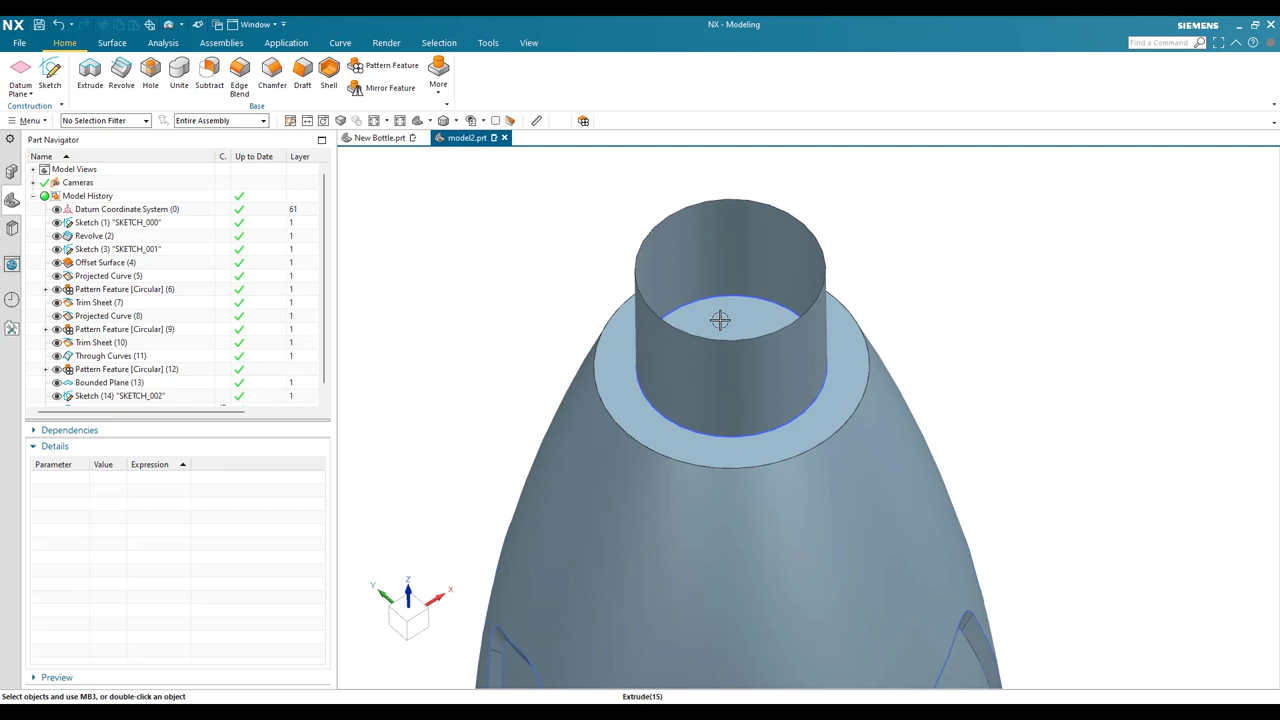 NX Window NX - Modeling SIEMENS
File Home Surface Analysis Assemblies Application Curve Render Selection Tools View Find a Command
Datum Plane Sketch Extrude Revolve Hole Unite Subtract Edge Blend Chamfer Draft Shell Pattern Feature Mirror Feature More
Construction Base
Menu No Selection Filter Entire Assembly
Part Navigator New Bottle.prt model2.prt
Name C. Up to Date Layer
Model Views
Cameras
Model History
Datum Coordinate System (0) 61
Sketch (1) "SKETCH_000" 1
Revolve (2) 1
Sketch (3) "SKETCH_001" 1
Offset Surface (4) 1
Projected Curve (5) 1
Pattern Feature [Circular] (6) 1
Trim Sheet (7) 1
Projected Curve (8) 1
Pattern Feature [Circular] (9) 1
Trim Sheet (10) 1
Through Curves (11) 1
Pattern Feature [Circular] (12) 1
Bounded Plane (13) 1
Sketch (14) "SKETCH_002" 1
Dependencies
Details
Parameter Value Expression
Z
Y X
Preview
Select objects and use MB3, or double-click an object Extrude(15)